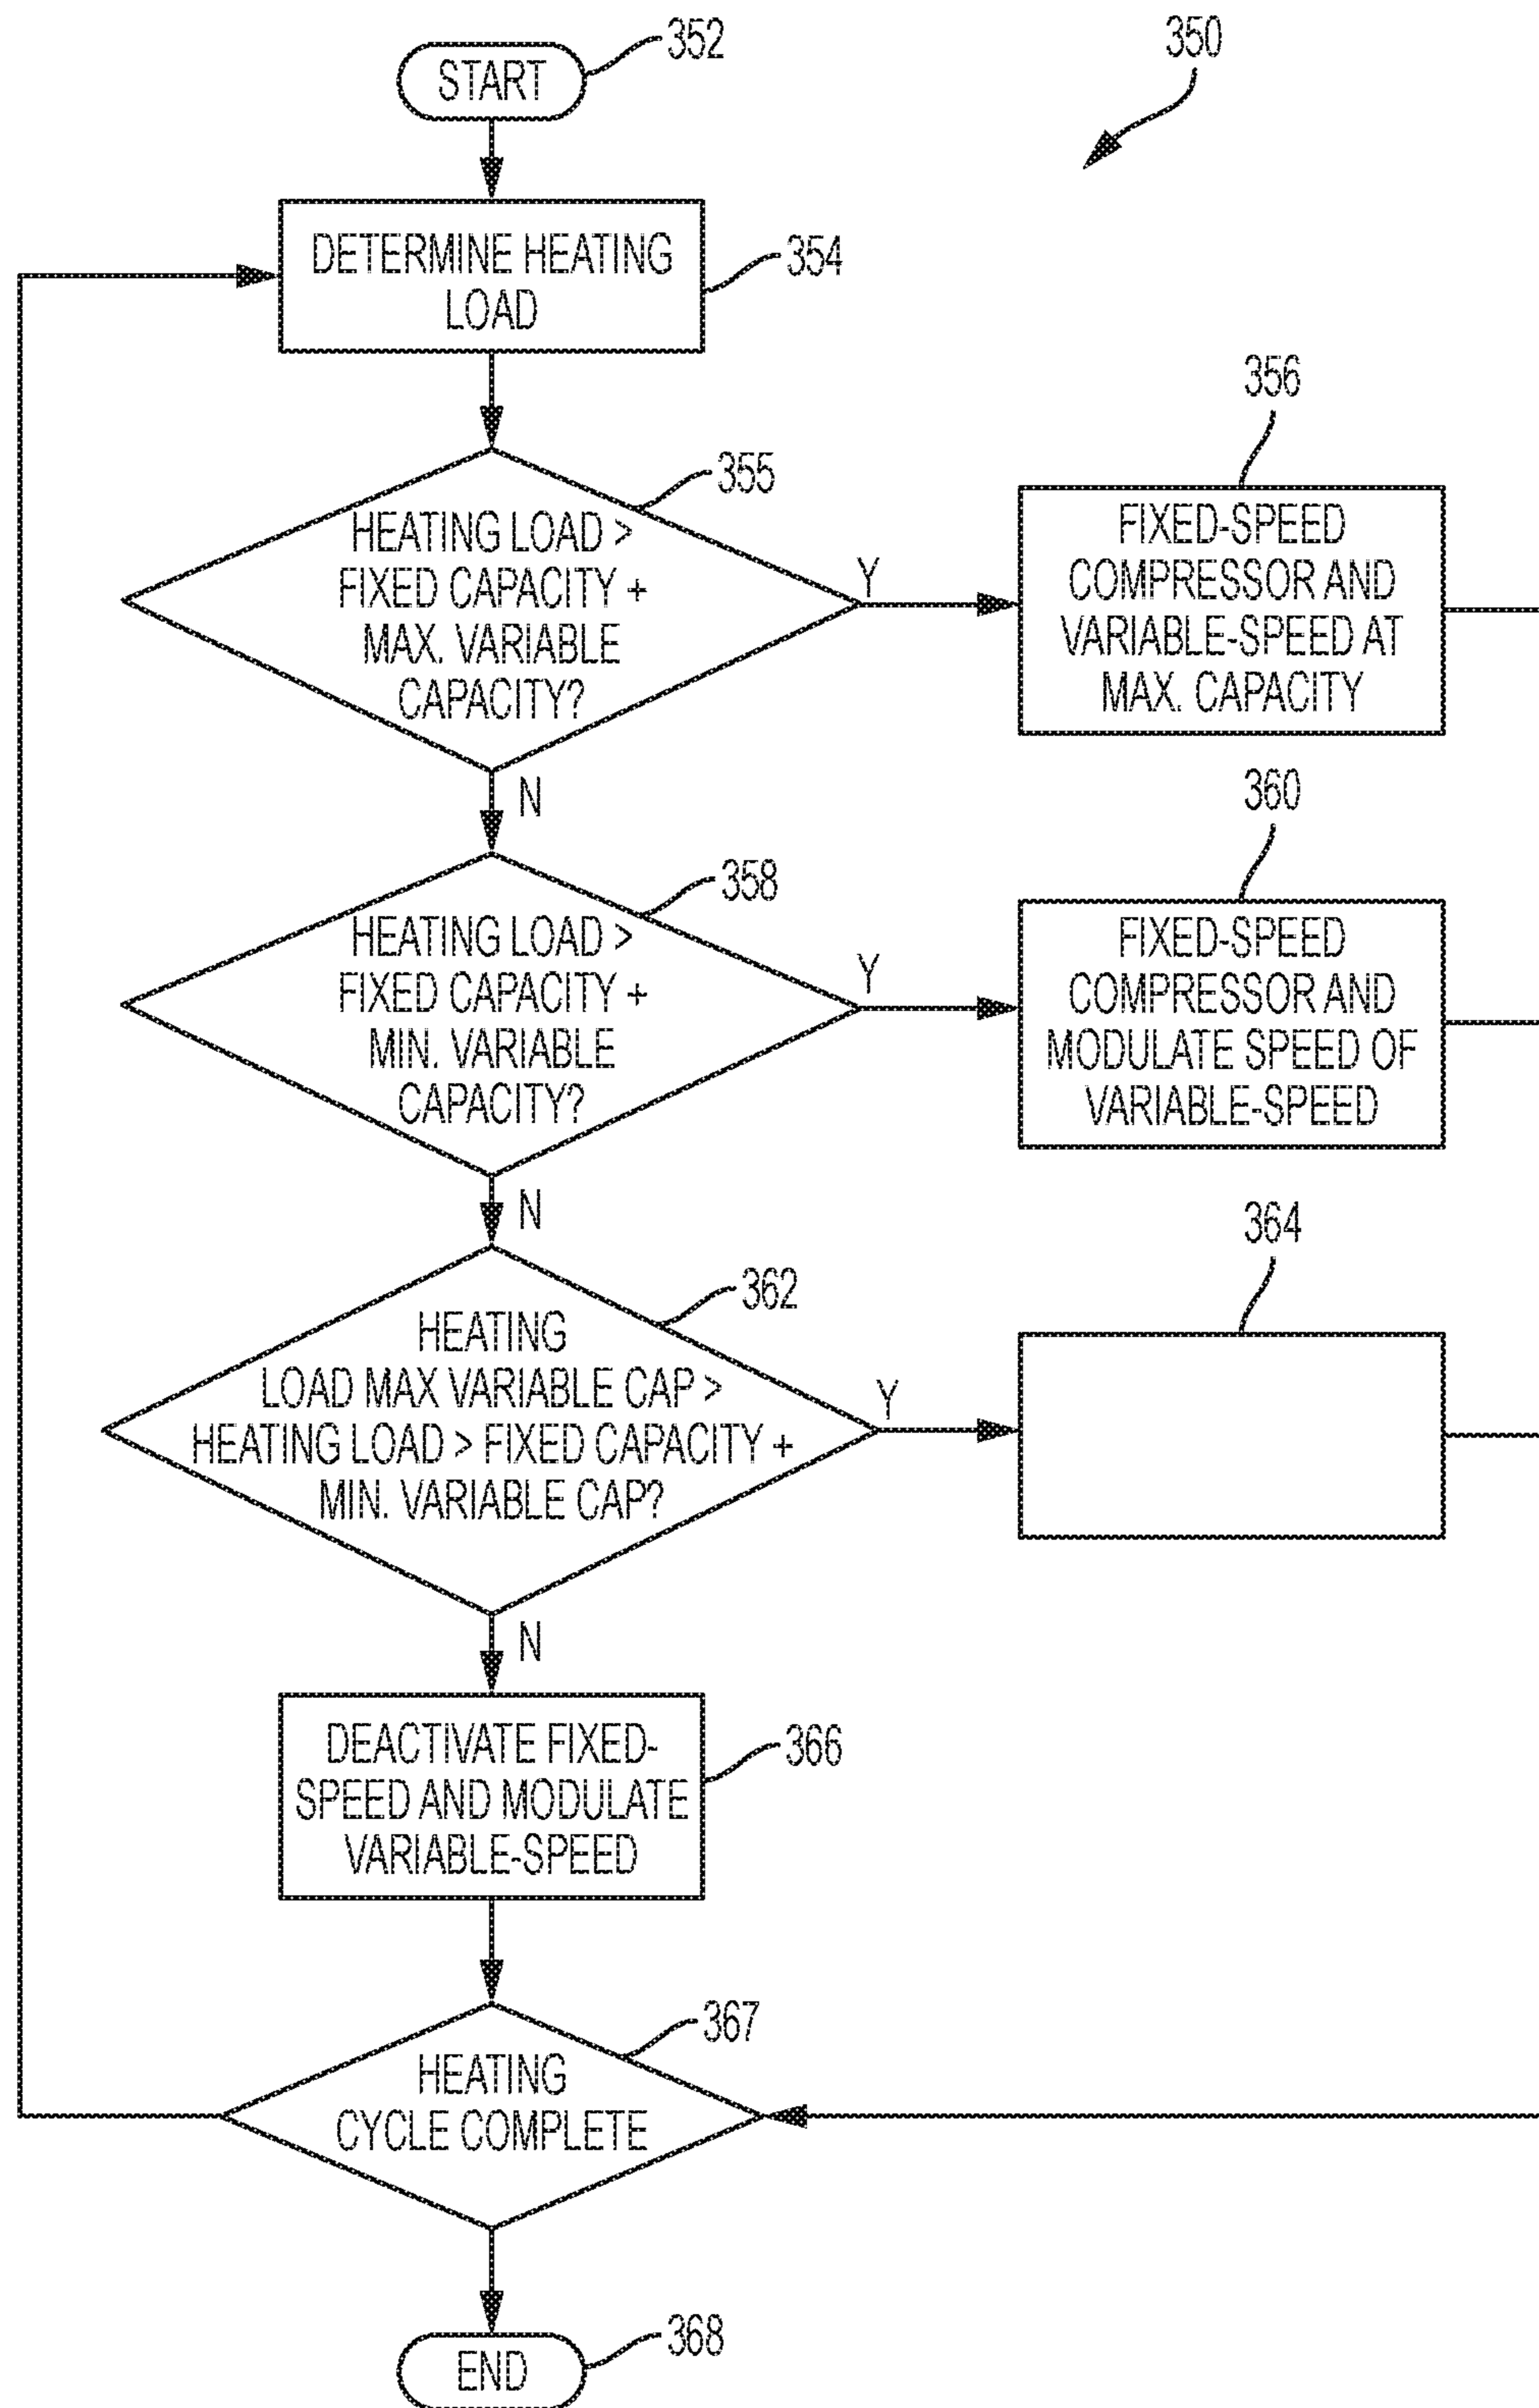 352
START
350
DETERMINE HEATING
LOAD
354
355
HEATING LOAD >
FIXED CAPACITY +
MAX. VARIABLE
CAPACITY?
Y
356
FIXED-SPEED
COMPRESSOR AND
VARIABLE-SPEED AT
MAX. CAPACITY
N
358
HEATING LOAD >
FIXED CAPACITY +
MIN. VARIABLE
CAPACITY?
Y
360
FIXED-SPEED
COMPRESSOR AND
MODULATE SPEED OF
VARIABLE-SPEED
N
362
HEATING
LOAD MAX VARIABLE CAP >
HEATING LOAD > FIXED CAPACITY +
MIN. VARIABLE CAP?
Y
364
N
DEACTIVATE FIXED-
SPEED AND MODULATE
VARIABLE-SPEED
366
367
HEATING
CYCLE COMPLETE
END
368